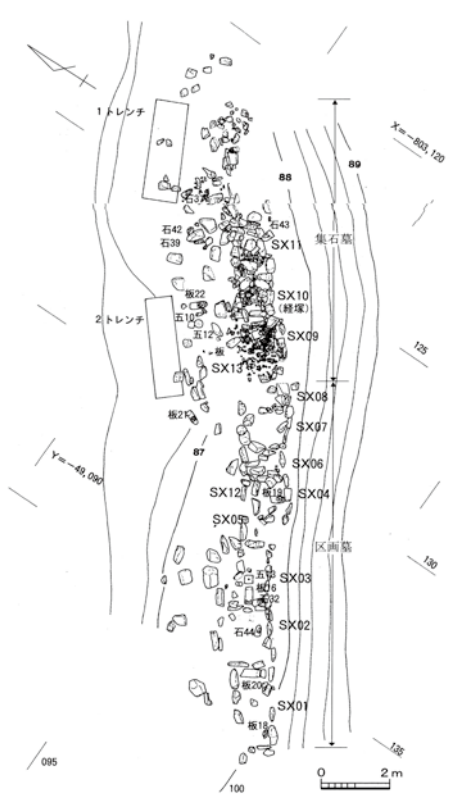 1トレンチ
X=-803,120
88
89
石37
石42
石43
石39
SX11
集石墓
板22
SX10
(経塚)
五10
2トレンチ
五12
SX09
板
125
SX13
SX08
板21
SX07
87
Y=-49,090
SX06
SX12
板19
SX04
SX05
区画墓
130
五13
SX03
板16
SX02
石44
板20
SX01
板18
135
095
0
2m
100